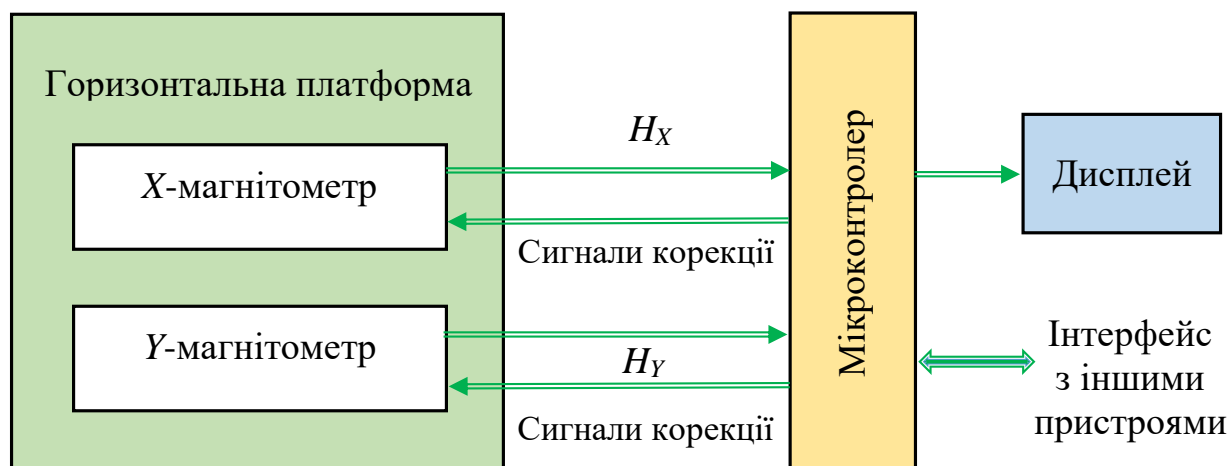 Горизонтальна платформа
X-магнітометр
H_X
Сигнали корекції
Y-магнітометр
H_Y
Сигнали корекції
Мікроконтролер
Дисплей
Інтерфейс
з іншими
пристроями